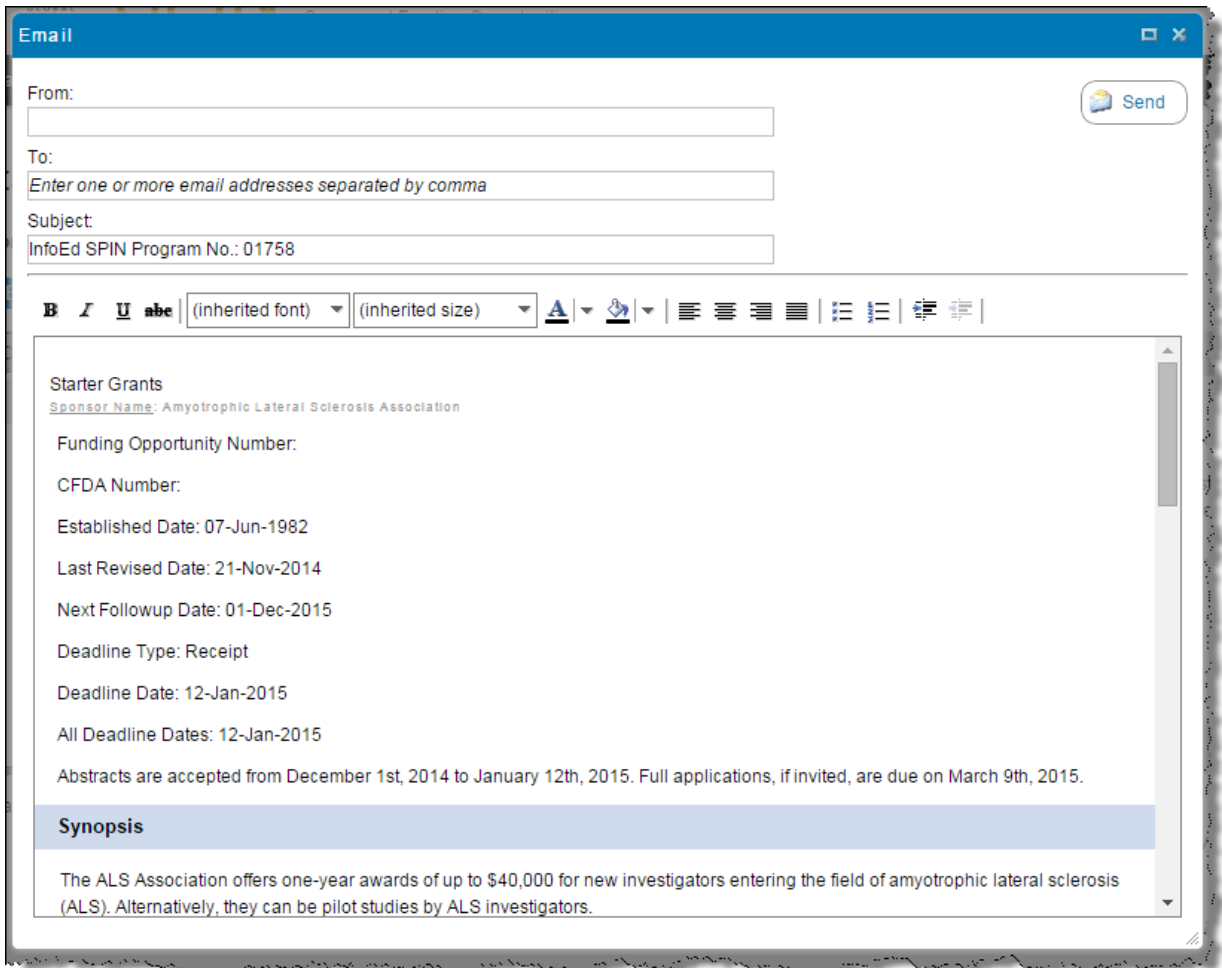 Email
From:
Send
To:
Enter one or more email addresses separated by comma
Subject:
InfoEd SPIN Program No.: 01758
B I U abc (inherited font) (inherited size) A
Starter Grants
Sponsor Name: Amyotrophic Lateral Sclerosis Association
Funding Opportunity Number:
CFDA Number:
Established Date: 07-Jun-1982
Last Revised Date: 21-Nov-2014
Next Followup Date: 01-Dec-2015
Deadline Type: Receipt
Deadline Date: 12-Jan-2015
All Deadline Dates: 12-Jan-2015
Abstracts are accepted from December 1st, 2014 to January 12th, 2015. Full applications, if invited, are due on March 9th, 2015.
Synopsis
The ALS Association offers one-year awards of up to $40,000 for new investigators entering the field of amyotrophic lateral sclerosis
(ALS). Alternatively, they can be pilot studies by ALS investigators.